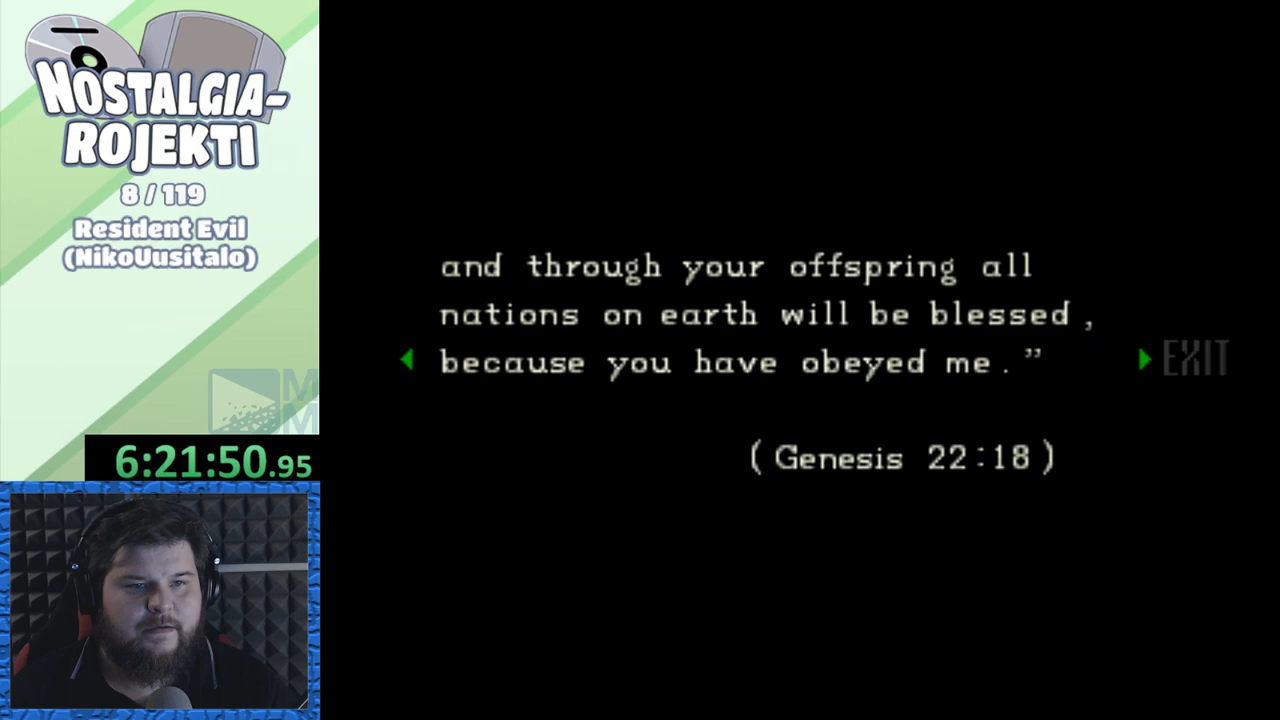 NOSTALGIA-
ROJEKTI
8 / 119
Resident Evil
(NikoUusitalo)
M
M
6:21:50.95
and through your offspring all
nations on earth will be blessed,
because you have obeyed me.”
EXIT
(Genesis 22:18)